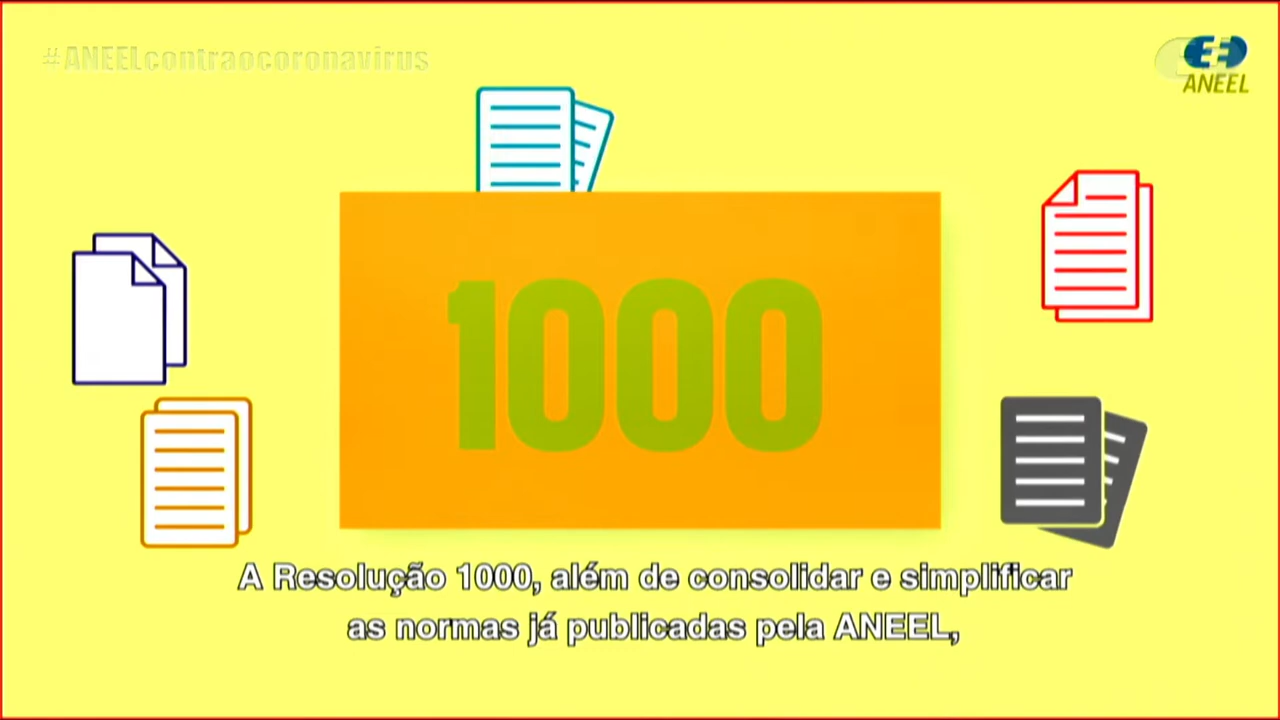 #ANEELcontraocoronavirus
ANEEL
1000
A Resolução 1000, além de consolidar e simplificar
as normas já publicadas pela ANEEL,